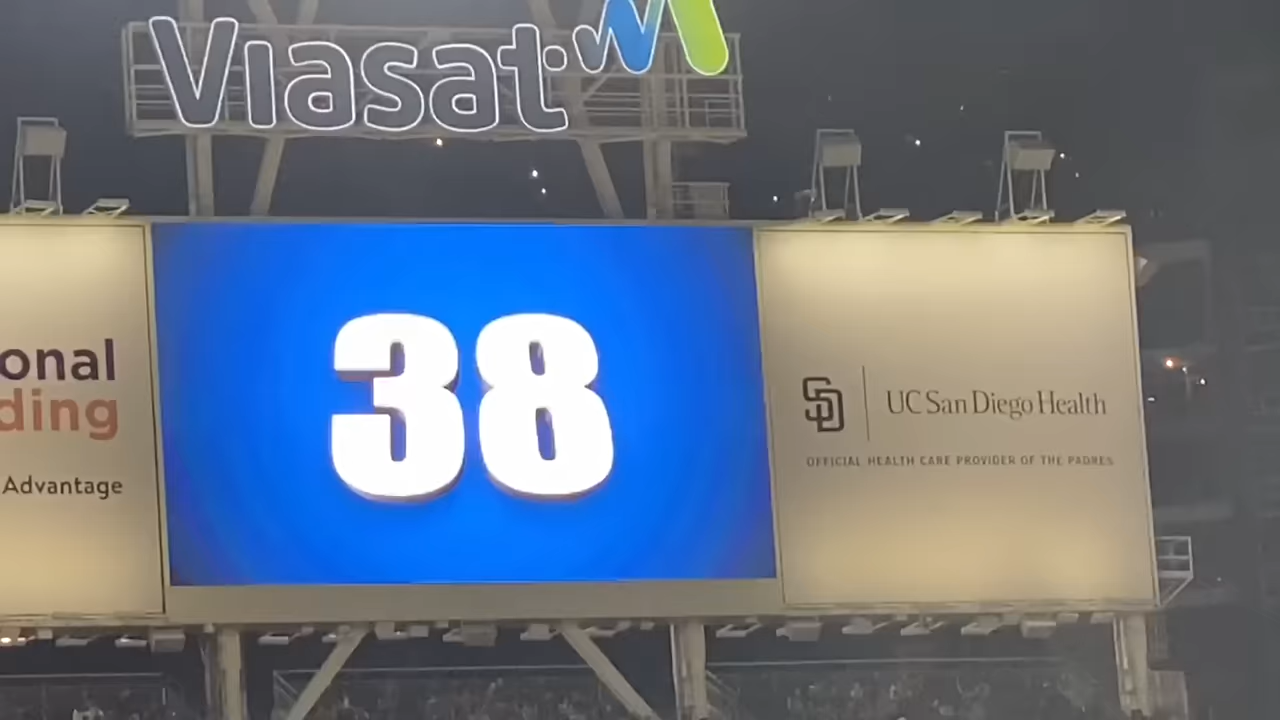 Viasat
onal
ding
Advantage
38
SD
UC San Diego Health
OFFICIAL HEALTH CARE PROVIDER OF THE PADRES